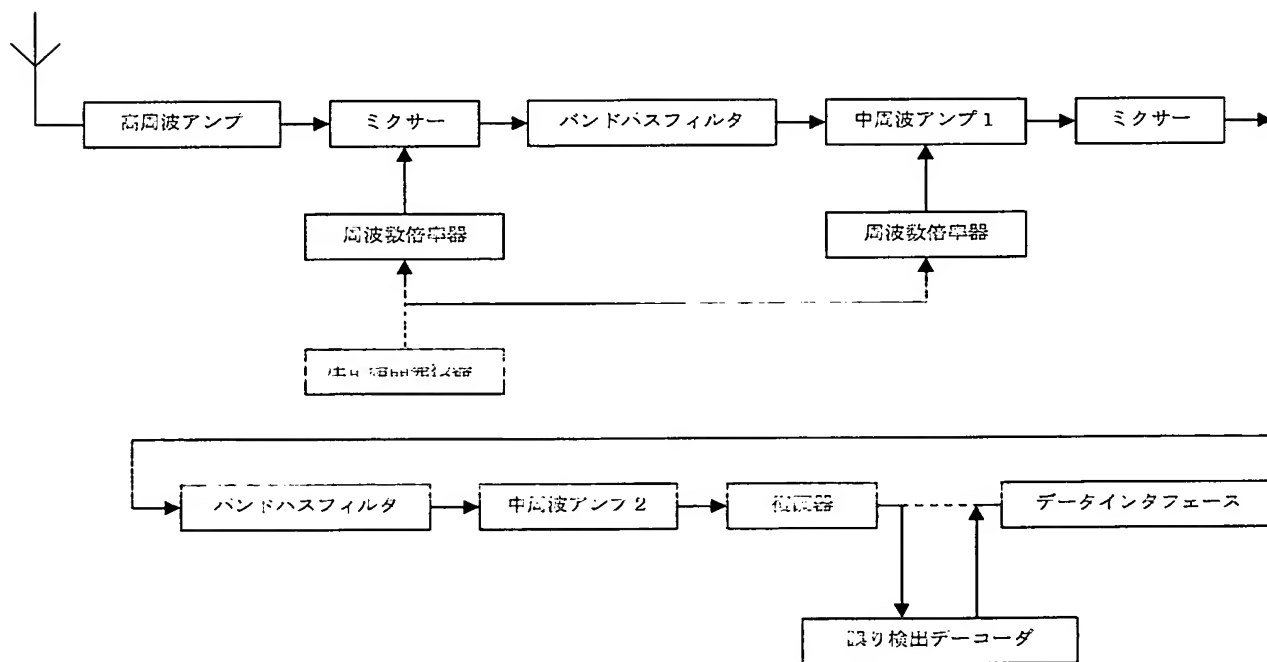 高周波アンプ
ミクサー
バンドパスフィルタ
中周波アンプ1
ミクサー
周波数倍率器
周波数倍率器
バンドパスフィルタ
中周波アンプ2
データインタフェース
誤り検出デーコーダ